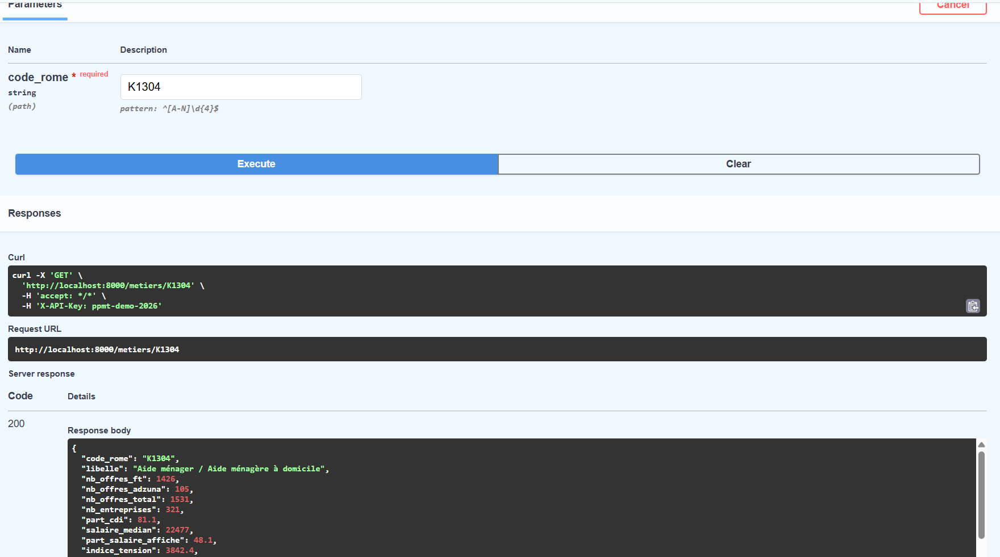 Parameters
Cancel
Name Description
code_rome * required
string
(path)
K1304
pattern: ^[A-N]\d{4}$
Execute
Clear
Responses
Curl
curl -X 'GET' \
  'http://localhost:8000/metiers/K1304' \
  -H 'accept: */*' \
  -H 'X-API-Key: ppmt-demo-2026'
Request URL
http://localhost:8000/metiers/K1304
Server response
Code Details
200
Response body
{
  "code_rome": "K1304",
  "libelle": "Aide ménager / Aide ménagère à domicile",
  "nb_offres_ft": 1426,
  "nb_offres_adzuna": 105,
  "nb_offres_total": 1531,
  "nb_entreprises": 321,
  "part_cdi": 81.1,
  "salaire_median": 22477,
  "part_salaire_affiche": 48.1,
  "indice_tension": 3842.4,